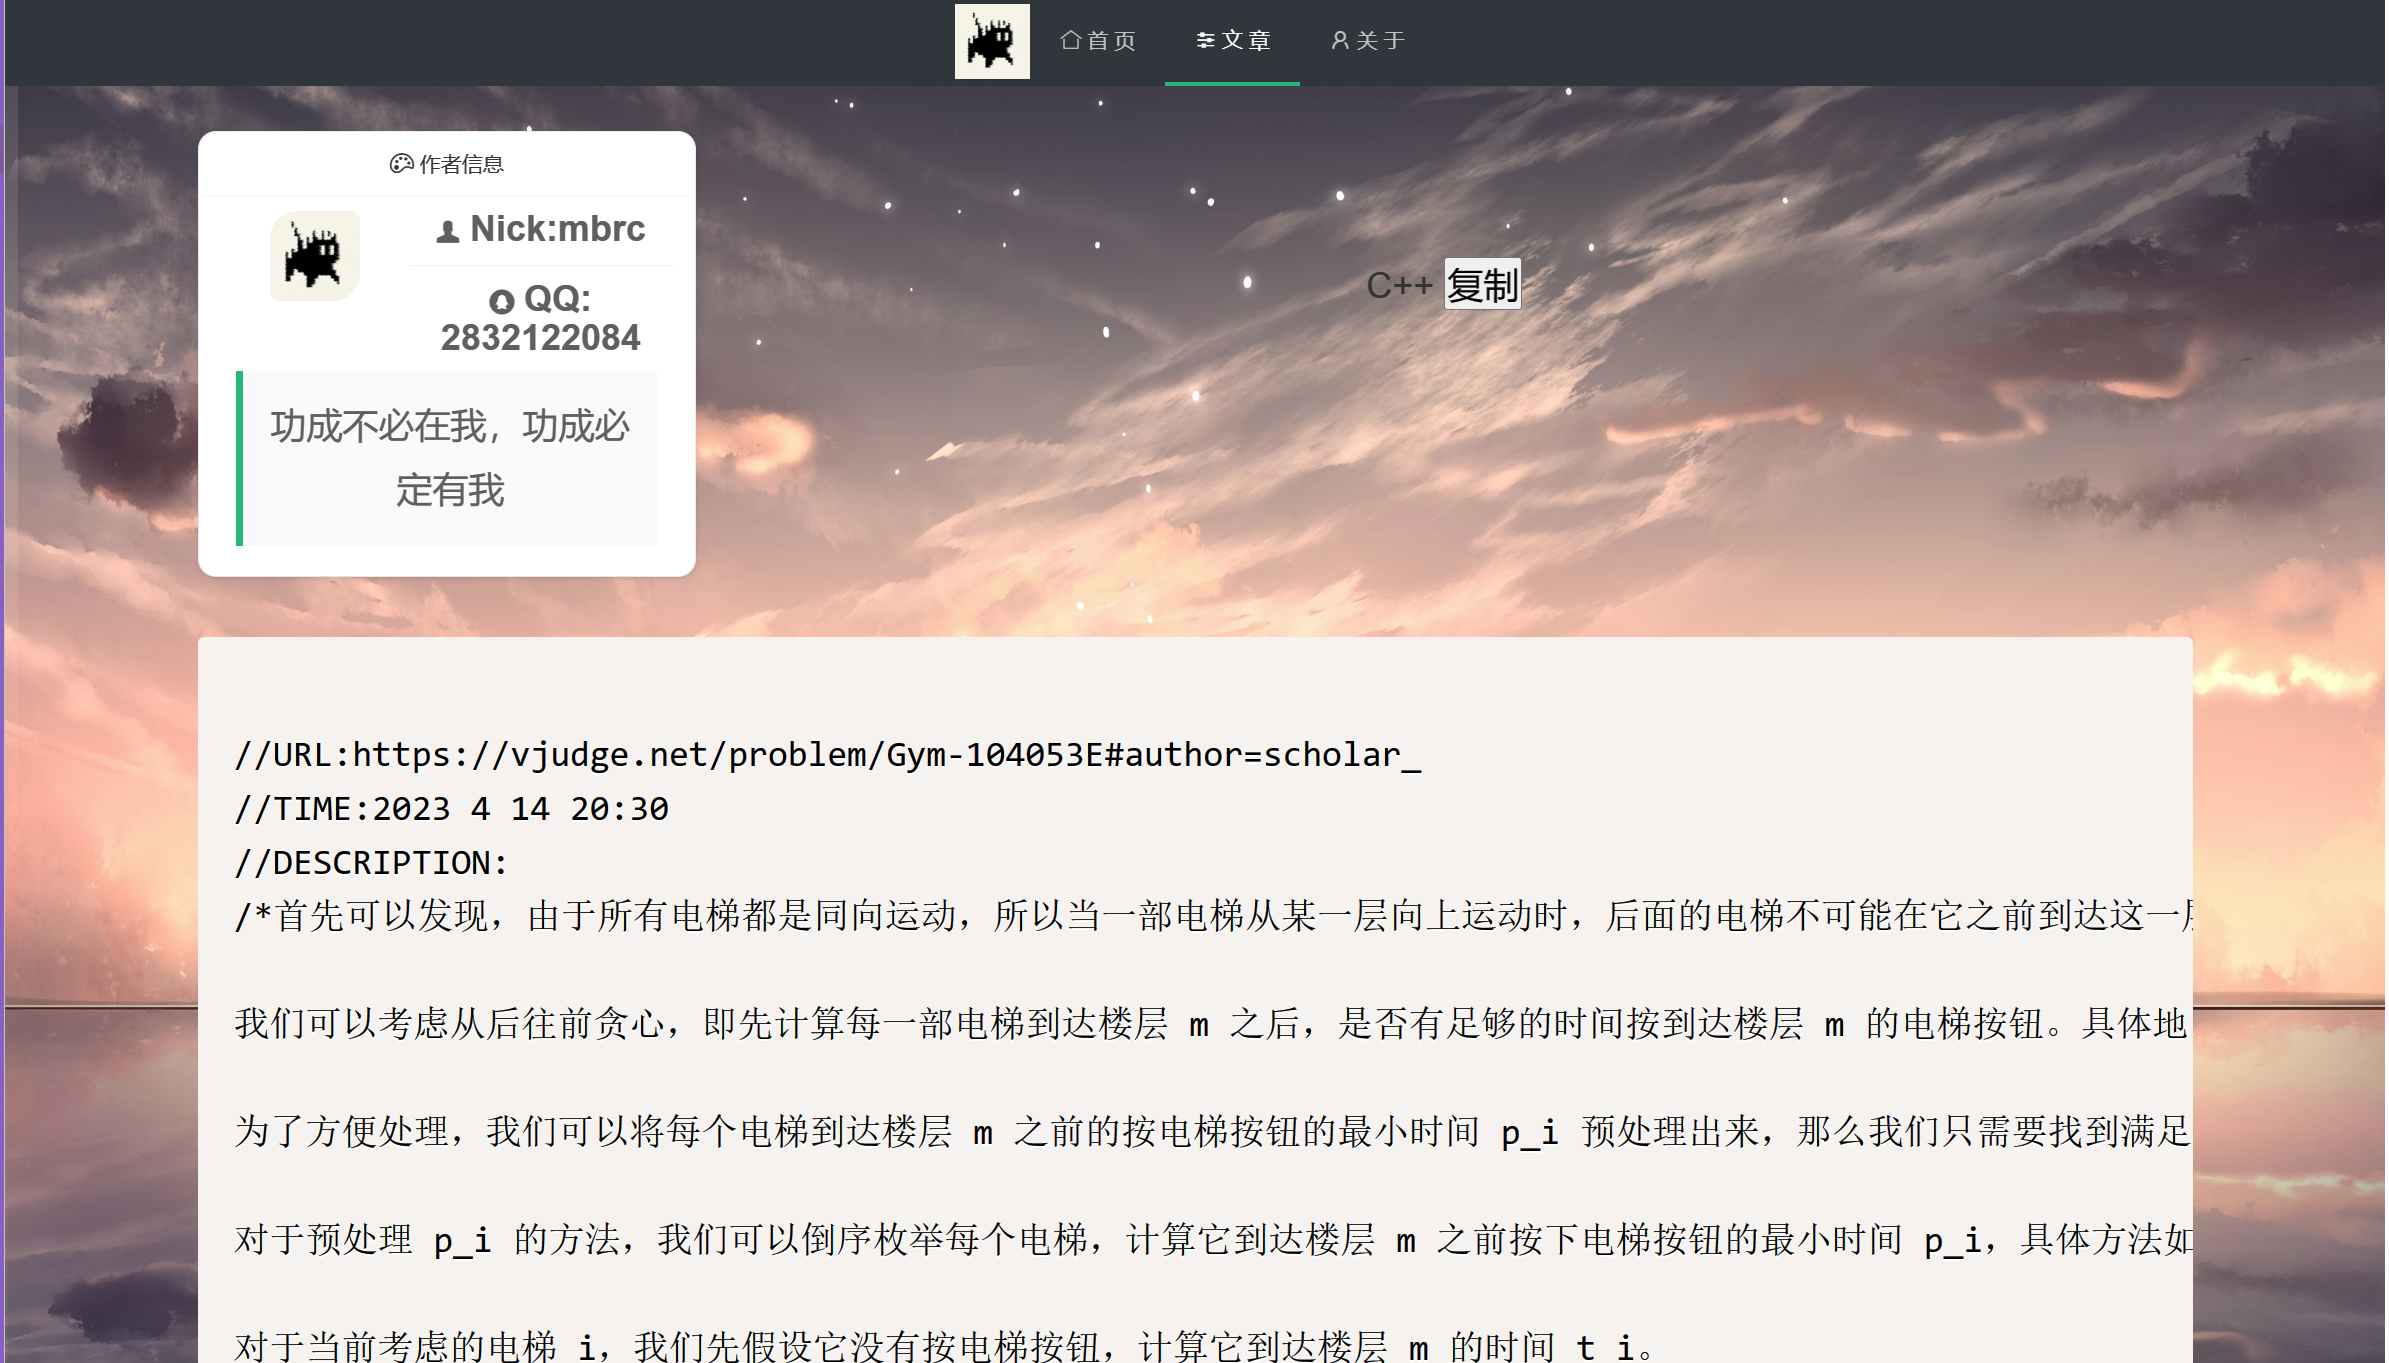 首页 文章 关于
作者信息
Nick:mbrc
QQ:
2832122084
功成不必在我，功成必
定有我
C++ 复制
//URL:https://vjudge.net/problem/Gym-104053E#author=scholar_
//TIME:2023 4 14 20:30
//DESCRIPTION:
/*首先可以发现，由于所有电梯都是同向运动，所以当一部电梯从某一层向上运动时，后面的电梯不可能在它之前到达这一
我们可以考虑从后往前贪心，即先计算每一部电梯到达楼层 m 之后，是否有足够的时间按到达楼层 m 的电梯按钮。具体地
为了方便处理，我们可以将每个电梯到达楼层 m 之前的按电梯按钮的最小时间 p_i 预处理出来，那么我们只需要找到满足
对于预处理 p_i 的方法，我们可以倒序枚举每个电梯，计算它到达楼层 m 之前按下电梯按钮的最小时间 p_i，具体方法如
对于当前考虑的电梯 i，我们先假设它没有按电梯按钮，计算它到达楼层 m 的时间 t_i。